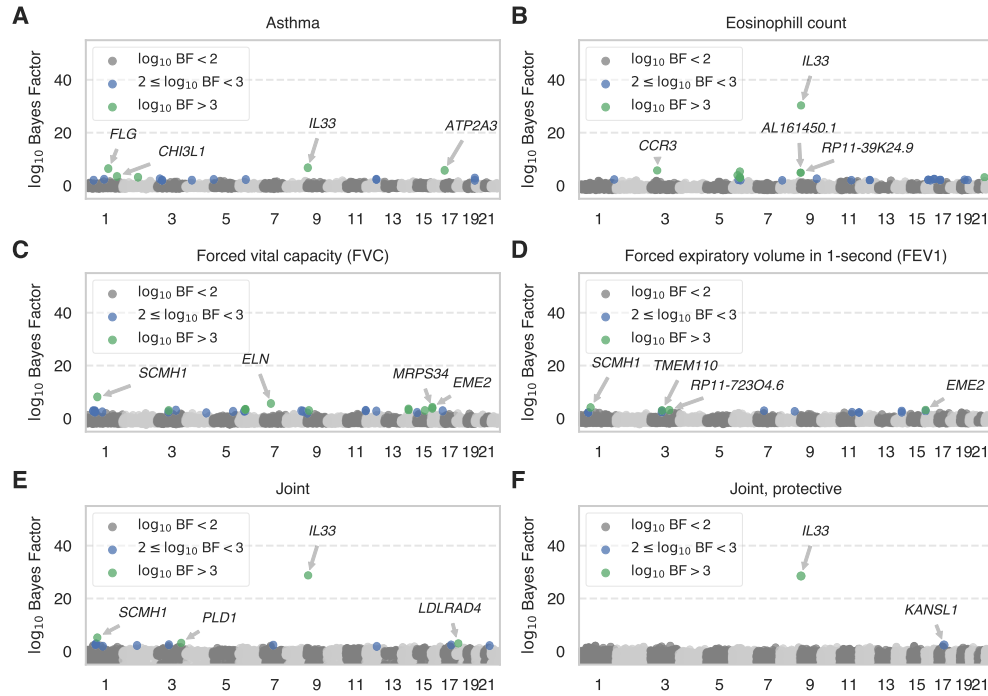 A
Asthma
log10 Bayes Factor
log10 BF < 2
2 ≤ log10 BF < 3
log10 BF > 3
40
20
0
FLG
CHI3L1
IL33
ATP2A3
1 3 5 7 9 11 13 15 17 19 21
B
Eosinophill count
log10 Bayes Factor
log10 BF < 2
2 ≤ log10 BF < 3
log10 BF > 3
40
20
0
IL33
AL161450.1
CCR3
RP11-39K24.9
1 3 5 7 9 11 13 15 17 19 21
C
Forced vital capacity (FVC)
log10 Bayes Factor
log10 BF < 2
2 ≤ log10 BF < 3
log10 BF > 3
40
20
0
SCMH1
ELN
MRPS34
EME2
1 3 5 7 9 11 13 15 17 19 21
D
Forced expiratory volume in 1-second (FEV1)
log10 Bayes Factor
log10 BF < 2
2 ≤ log10 BF < 3
log10 BF > 3
40
20
0
SCMH1
TMEM110
RP11-723O4.6
EME2
1 3 5 7 9 11 13 15 17 19 21
E
Joint
log10 Bayes Factor
log10 BF < 2
2 ≤ log10 BF < 3
log10 BF > 3
40
20
0
IL33
SCMH1
PLD1
LDLRAD4
1 3 5 7 9 11 13 15 17 19 21
F
Joint, protective
log10 Bayes Factor
log10 BF < 2
2 ≤ log10 BF < 3
log10 BF > 3
40
20
0
IL33
KANSL1
1 3 5 7 9 11 13 15 17 19 21